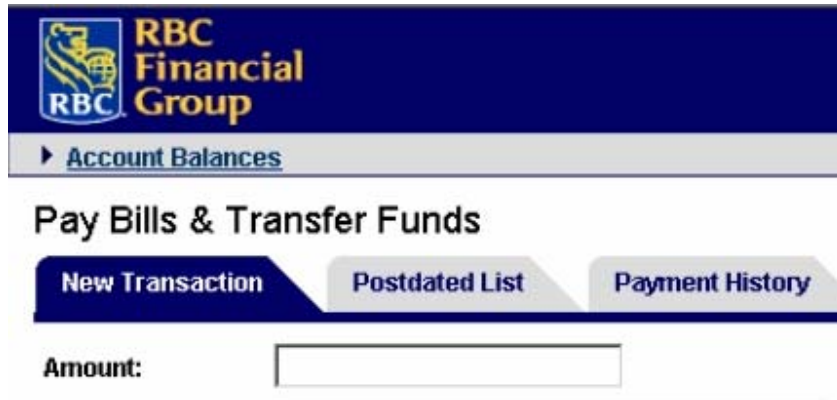 RBC
Financial
Group
RBC
Account Balances
Pay Bills & Transfer Funds
New Transaction Postdated List Payment History
Amount: